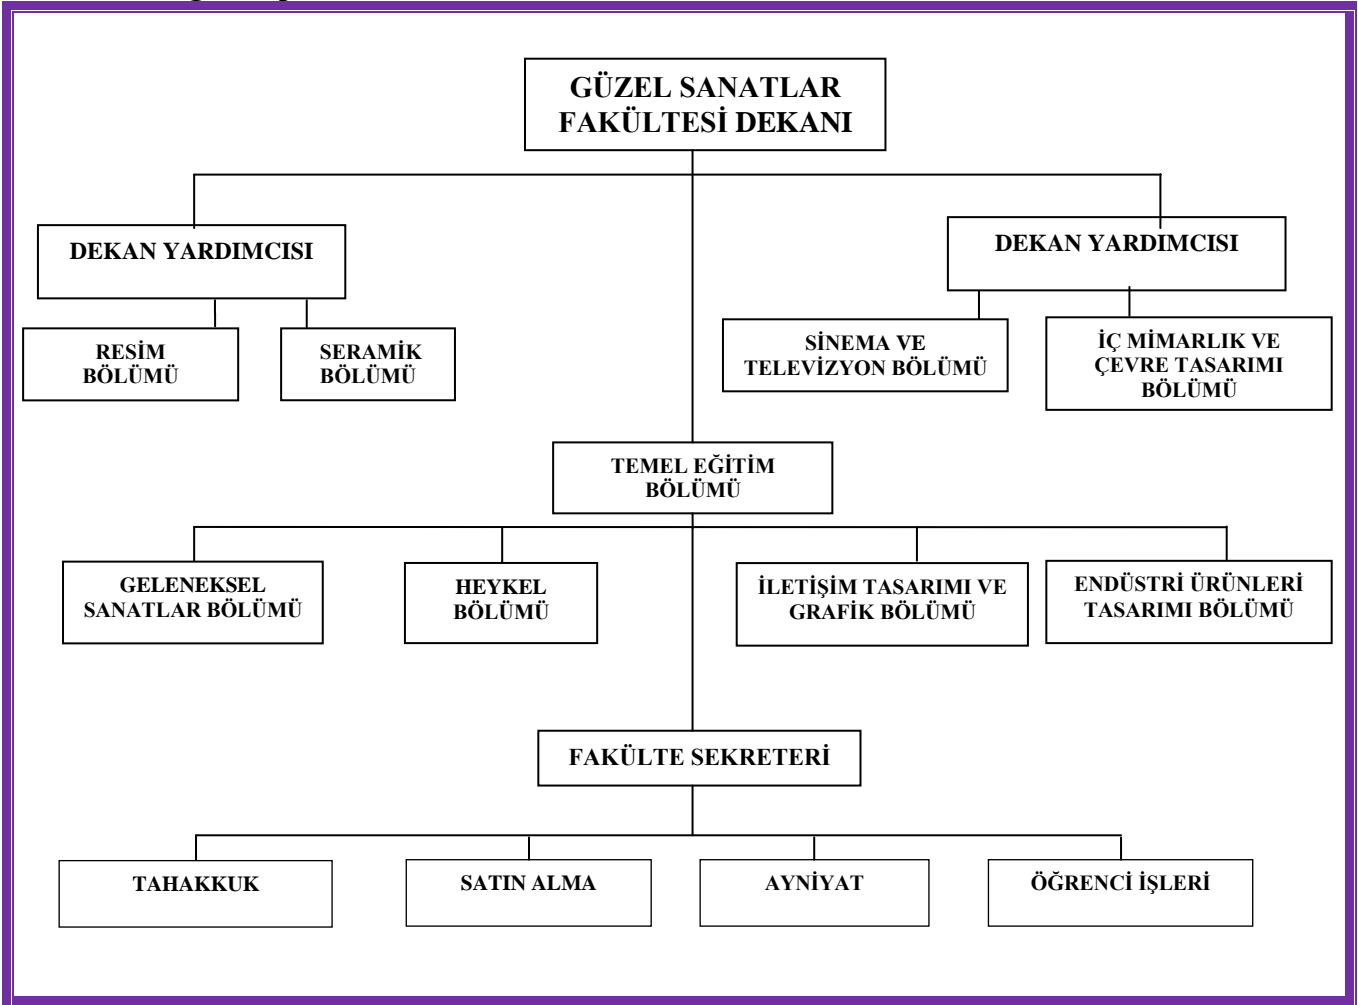 GÜZEL SANATLAR
FAKÜLTESİ DEKANI
DEKAN YARDIMCISI
DEKAN YARDIMCISI
RESİM
BÖLÜMÜ
SERAMİK
BÖLÜMÜ
SİNEMA VE
TELEVİZYON BÖLÜMÜ
İÇ MİMARLIK VE
ÇEVRE TASARIMI
BÖLÜMÜ
TEMEL EĞİTİM
BÖLÜMÜ
GELENEKSEL
SANATLAR BÖLÜMÜ
HEYKEL
BÖLÜMÜ
İLETİŞİM TASARIMI VE
GRAFİK BÖLÜMÜ
ENDÜSTRİ ÜRÜNLERİ
TASARIMI BÖLÜMÜ
FAKÜLTE SEKRETERİ
TAHAKKUK
SATIN ALMA
AYNİYAT
ÖĞRENCİ İŞLERİ